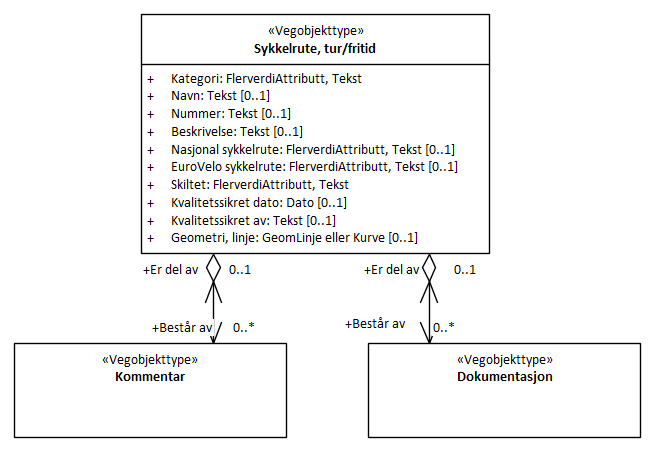 «Vegobjekttype»
Sykkelrute, tur/fritid
+ Kategori: FlerverdiAttributt, Tekst
+ Navn: Tekst [0..1]
+ Nummer: Tekst [0..1]
+ Beskrivelse: Tekst [0..1]
+ Nasjonal sykkelrute: FlerverdiAttributt, Tekst [0..1]
+ EuroVelo sykkelrute: FlerverdiAttributt, Tekst [0..1]
+ Skiltet: FlerverdiAttributt, Tekst
+ Kvalitetssikret dato: Dato [0..1]
+ Kvalitetssikret av: Tekst [0..1]
+ Geometri, linje: GeomLinje eller Kurve [0..1]
+Er del av 0..1
+Er del av 0..1
+Består av 0..*
+Består av 0..*
«Vegobjekttype»
Kommentar
«Vegobjekttype»
Dokumentasjon